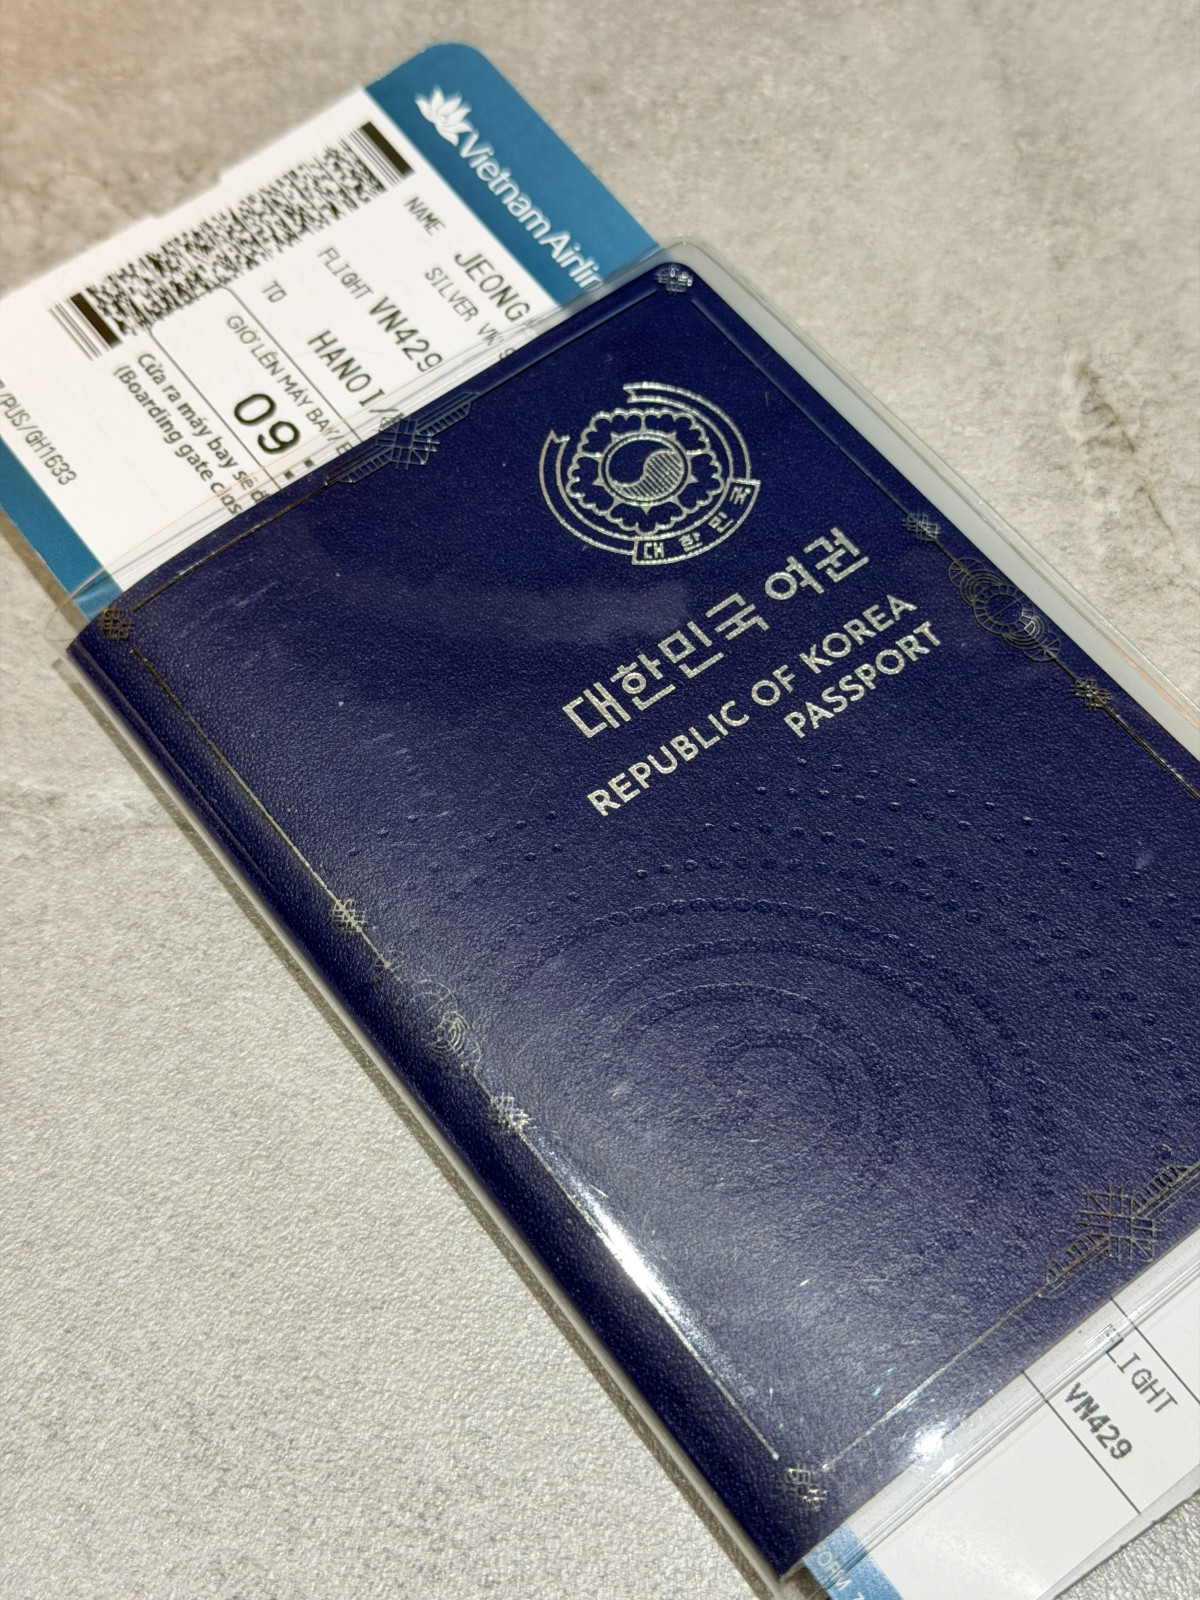 Vietnam Airlin
NAME JEONG
SILVER VK/S
FLIGHT VN429
TO HANOI/
GIỜ LÊN MÁY BAY/B
09:
Cửa ra máy bay sẽ đ
(Boarding gate clos
/PUS/GH1633
대한민국
대한민국 여권
REPUBLIC OF KOREA
PASSPORT
FLIGHT
VN429
FORM